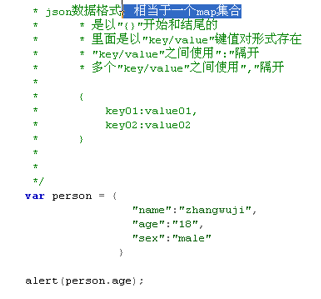 * json数据格式：相当于一个map集合
* * 是以"{}"开始和结尾的
* * 里面是以"key/value"键值对形式存在
* * "key/value"之间使用":"隔开
* * 多个"key/value"之间使用","隔开
*
* {
* key01:value01,
* key02:value02
* }
*
*
*/
var person = {
"name":"zhangwuji",
"age":"18",
"sex":"male"
}
alert(person.age);